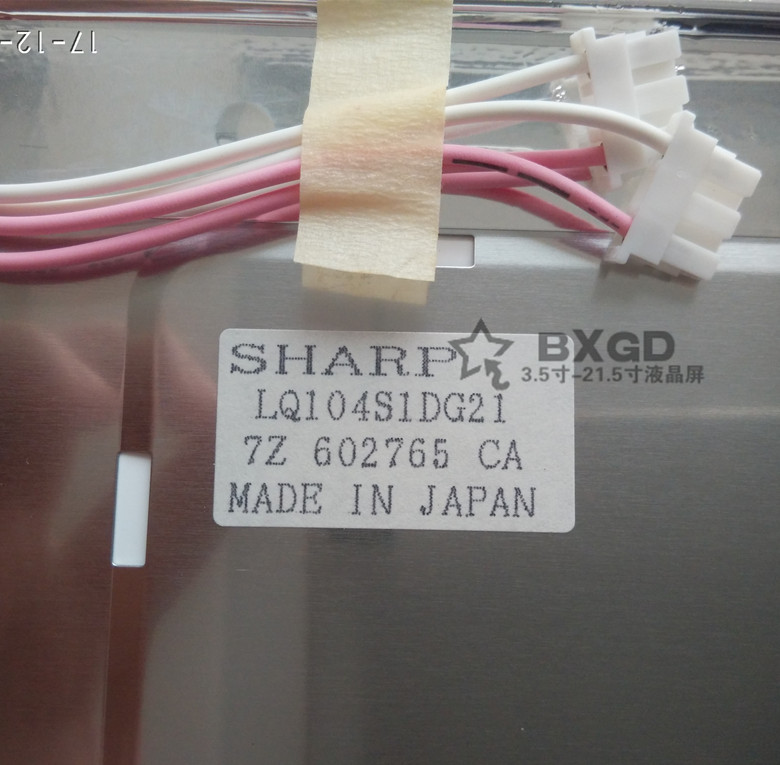 17-12-
SHARP
BXGD
3.5寸-21.5寸液晶屏
LQ104S1DG21
7Z 602765 CA
MADE IN JAPAN